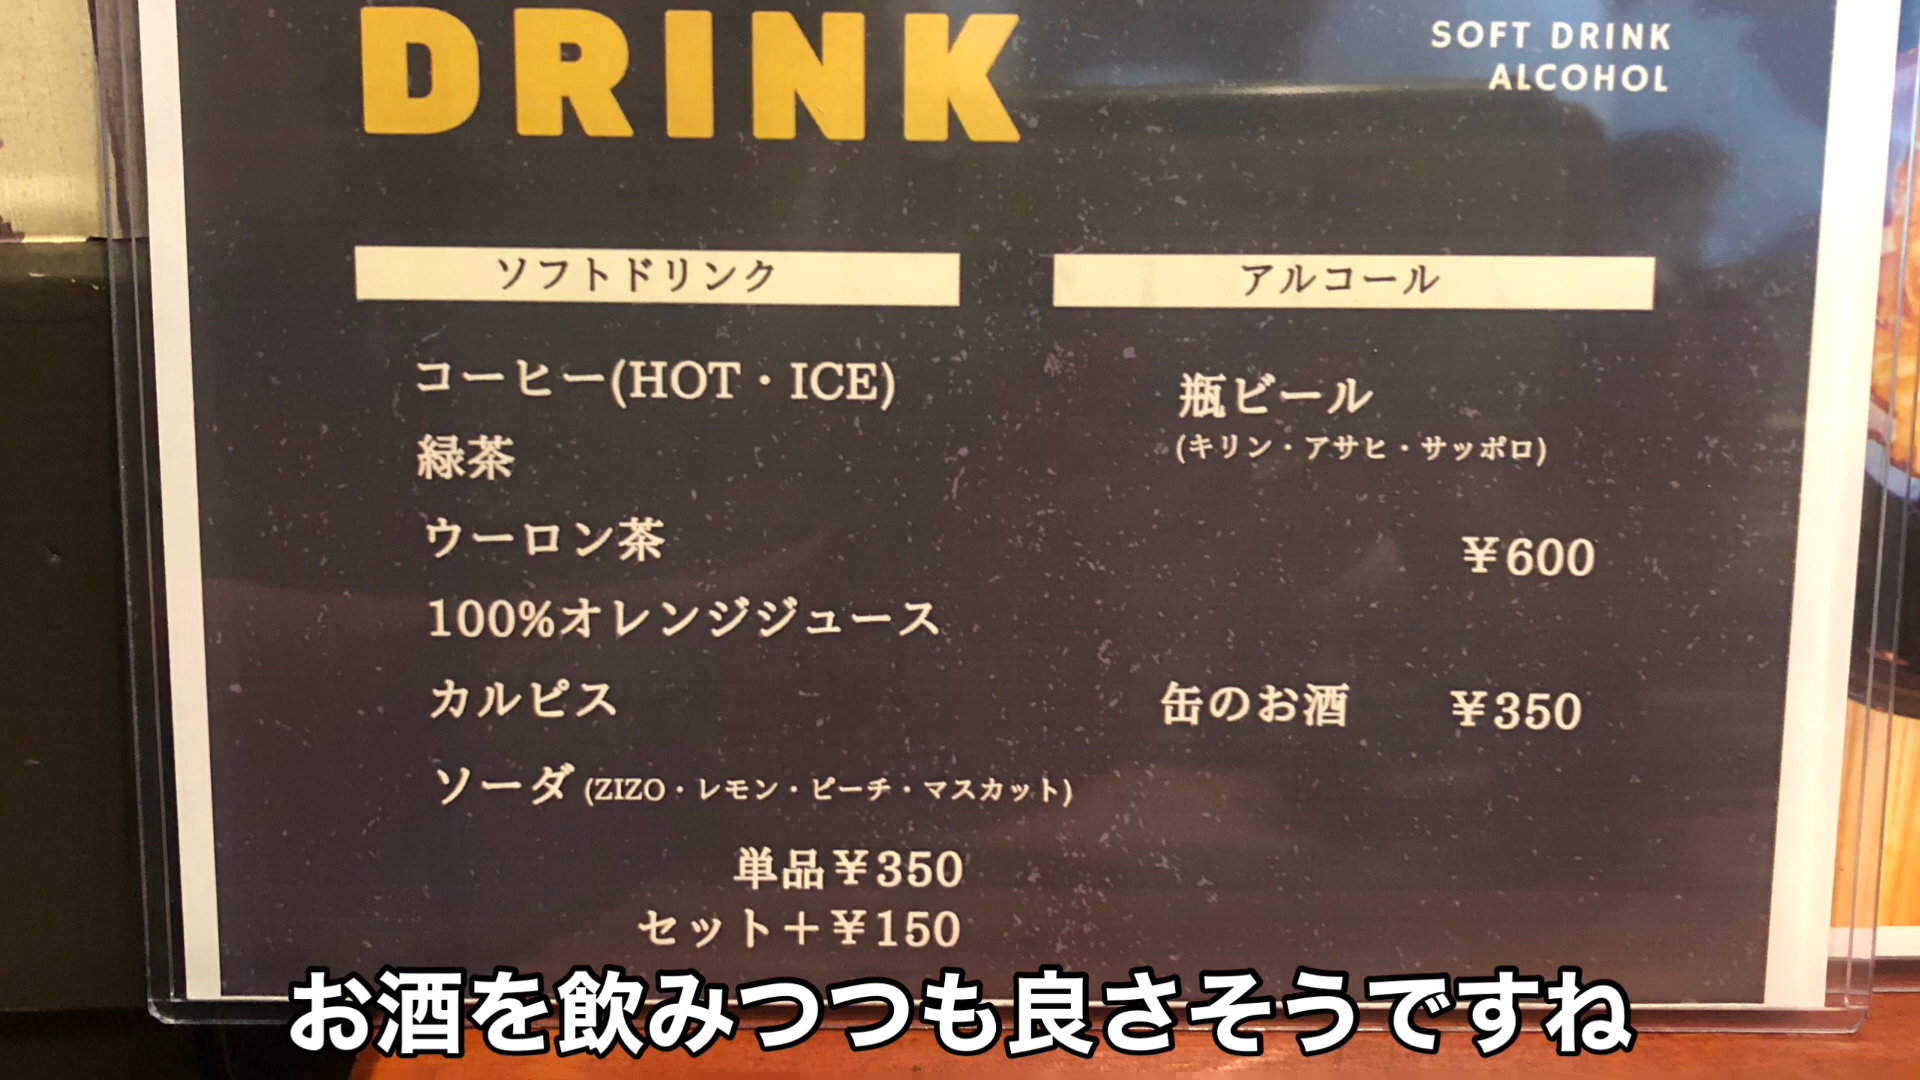 DRINK
SOFT DRINK
ALCOHOL
ソフトドリンク
コーヒー(HOT・ICE)
緑茶
ウーロン茶
100%オレンジジュース
カルピス
ソーダ(ZIZO・レモン・ピーチ・マスカット)
単品¥350
セット+¥150
アルコール
瓶ビール
(キリン・アサヒ・サッポロ)
¥600
缶のお酒 ¥350
お酒を飲みつつも良さそうですね